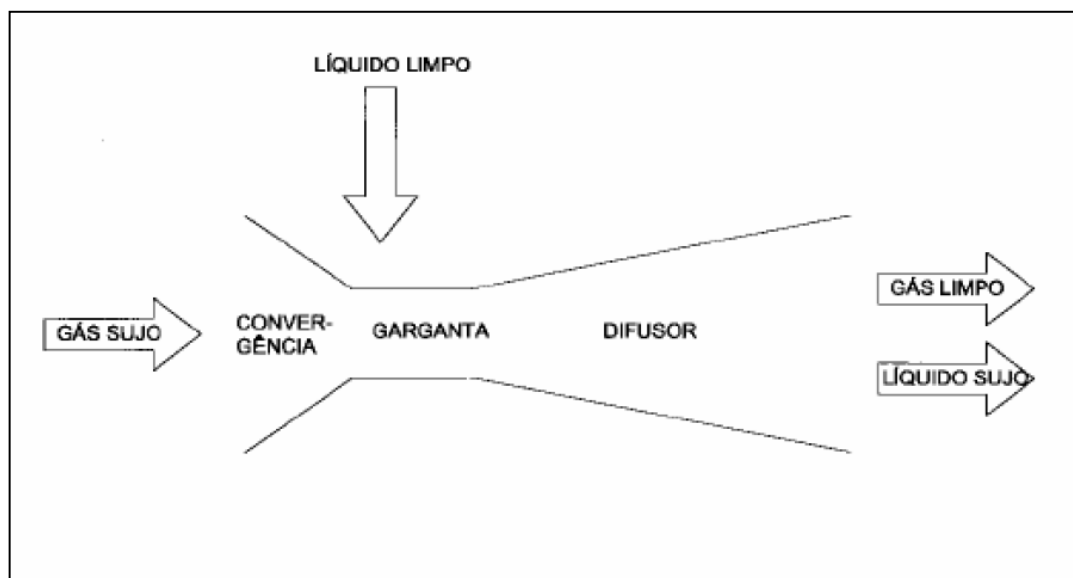 LÍQUIDO LIMPO
GÁS SUJO
CONVER-
GÊNCIA
GARGANTA
DIFUSOR
GÁS LIMPO
LÍQUIDO SUJO